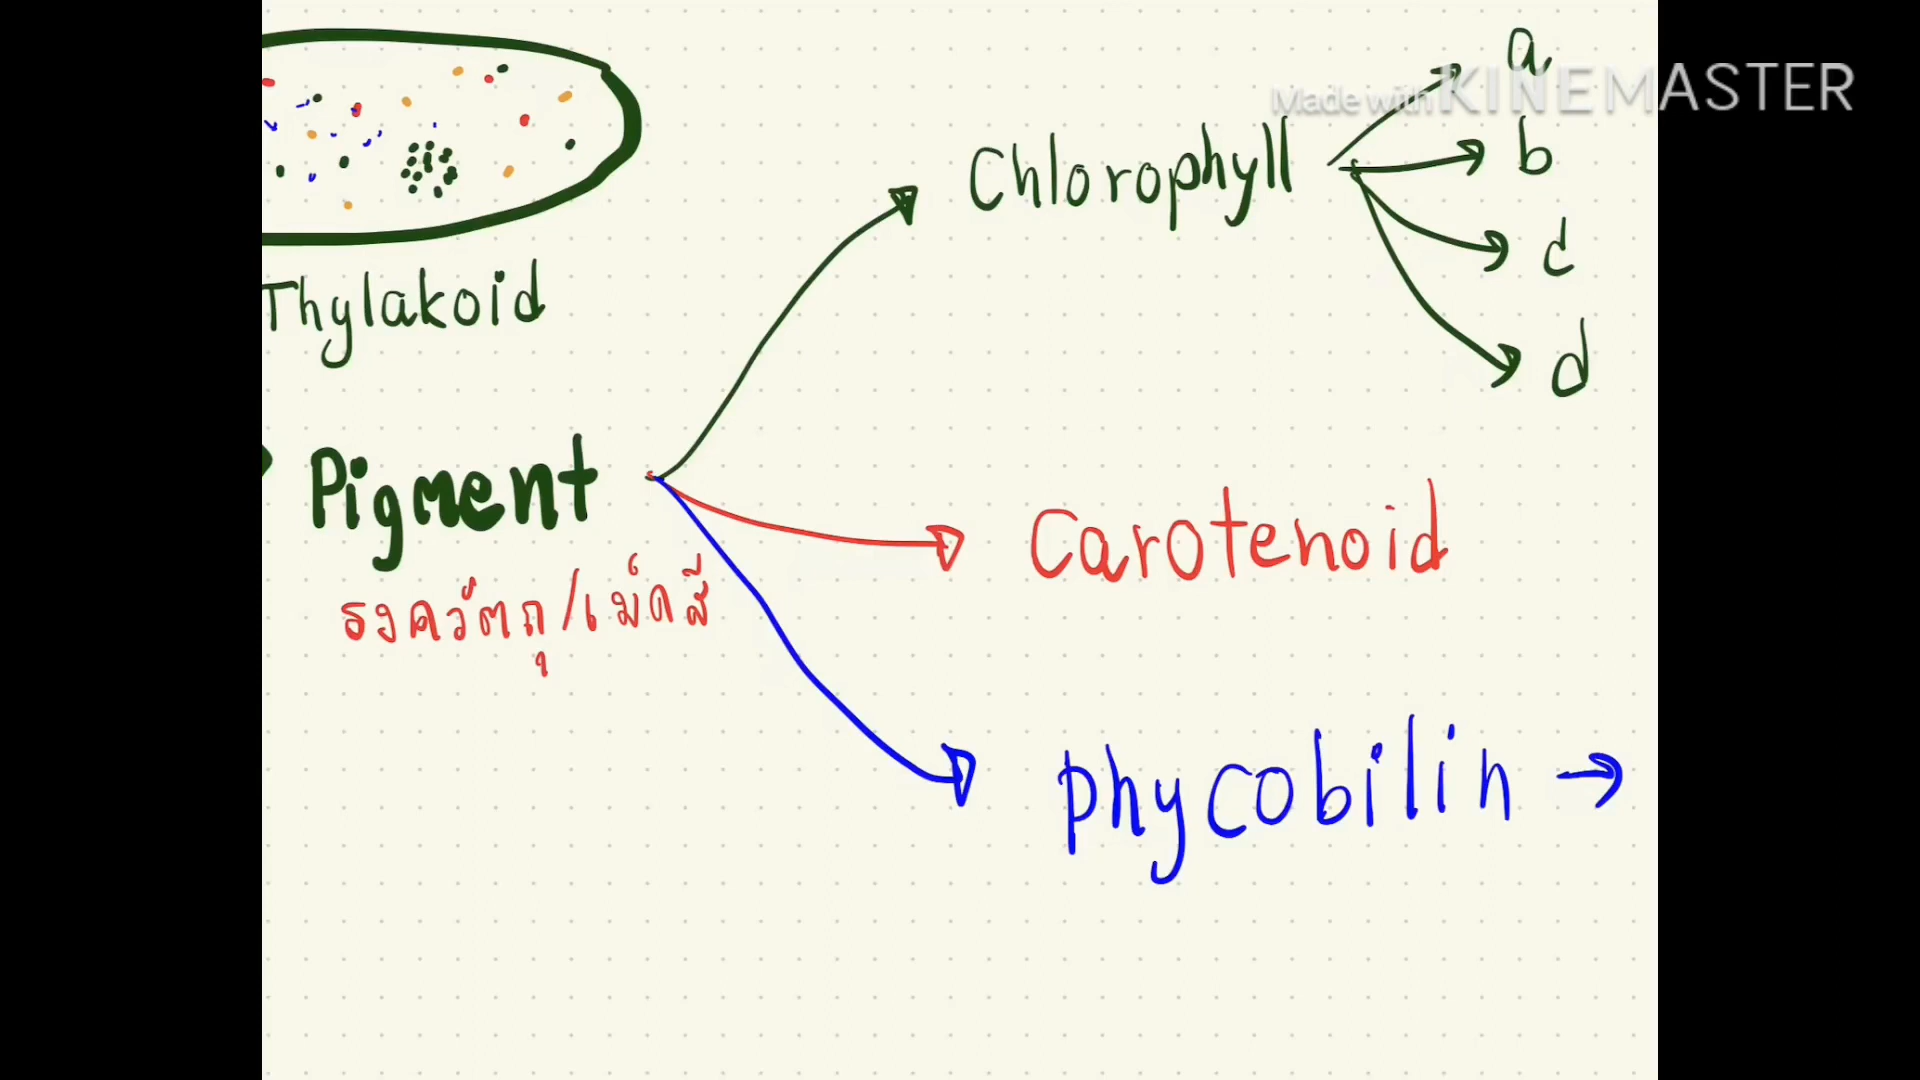 a
Made with KINEMASTER
Chlorophyll
b
c
Thylakoid
d
Pigment
Carotenoid
รงควัตถุ/เม็ดสี
phycobilin →